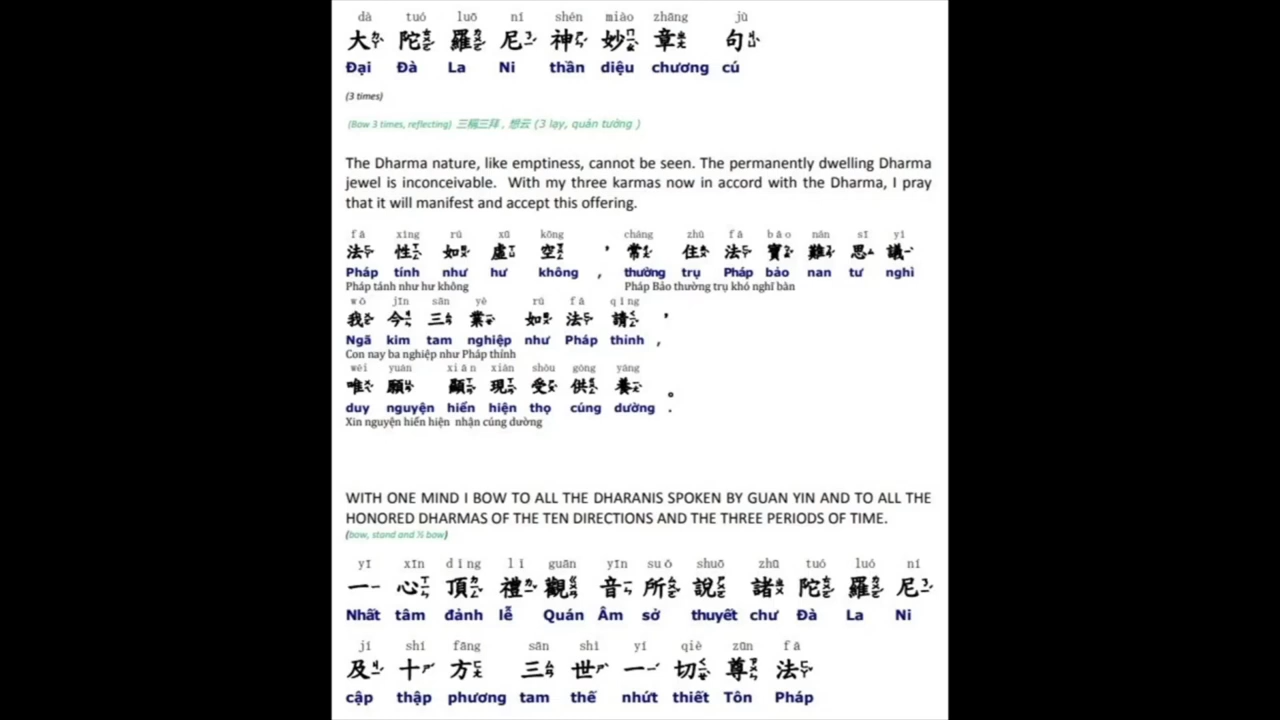 dà tuó luō ní shén miào zhāng jù
大 陀 羅 尼 神 妙 章 句
Đại Đà La Ni thần diệu chương cú
(3 times)
(Bow 3 times, reflecting) 三稱三拜 , 想云 (3 lạy, quán tưởng )
The Dharma nature, like emptiness, cannot be seen. The permanently dwelling Dharma
jewel is inconceivable. With my three karmas now in accord with the Dharma, I pray
that it will manifest and accept this offering.
fǎ xìng rú xū kōng cháng zhù fǎ bǎo nán sī yì
法 性 如 虛 空 ， 常 住 法 寶 難 思 議
Pháp tính như hư không , thường trụ Pháp bảo nan tư nghì
Pháp tánh như hư không Pháp Bảo thường trụ khó nghĩ bàn
wǒ jīn sān yè rú fǎ qǐng
我 今 三 業 如 法 請 ，
Ngã kim tam nghiệp như Pháp thỉnh ,
Con nay ba nghiệp như Pháp thỉnh
wéi yuàn xiǎn xiàn shòu gòng yàng
唯 願 顯 現 受 供 養 。
duy nguyện hiển hiện thọ cúng dường .
Xin nguyện hiển hiện nhận cúng dường
WITH ONE MIND I BOW TO ALL THE DHARANIS SPOKEN BY GUAN YIN AND TO ALL THE
HONORED DHARMAS OF THE TEN DIRECTIONS AND THE THREE PERIODS OF TIME.
(bow, stand and ½ bow)
yī xīn dǐng lǐ guān yīn suǒ shuō zhū tuó luó ní
一 心 頂 禮 觀 音 所 說 諸 陀 羅 尼
Nhất tâm đảnh lễ Quán Âm sở thuyết chư Đà La Ni
jí shí fāng sān shì yí qiè zūn fǎ
及 十 方 三 世 一 切 尊 法
cập thập phương tam thế nhứt thiết Tôn Pháp